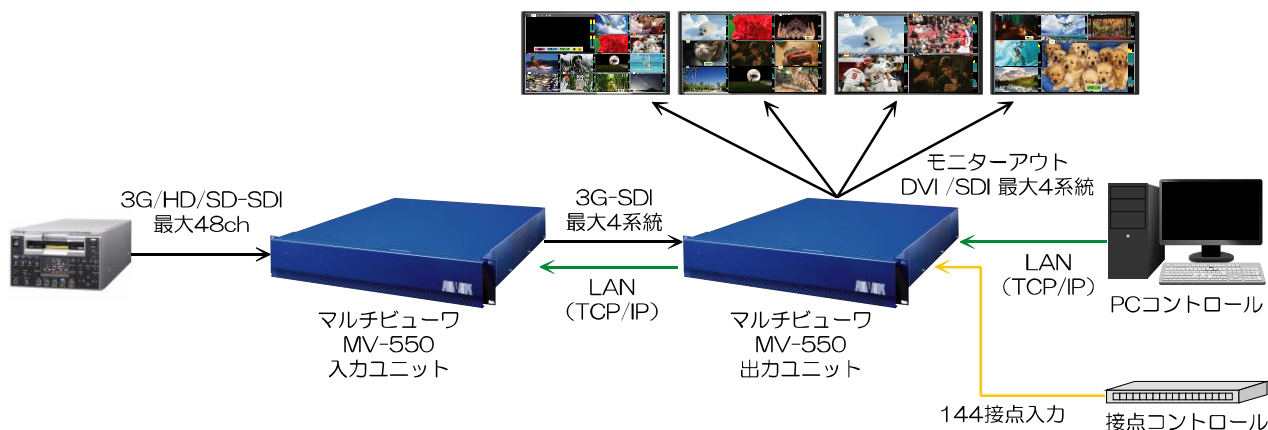 モニターアウト
DVI /SDI 最大4系統
3G/HD/SD-SDI
最大48ch
3G-SDI
最大4系統
LAN
(TCP/IP)
LAN
(TCP/IP)
PCコントロール
マルチビューワ
MV-550
入力ユニット
マルチビューワ
MV-550
出力ユニット
144接点入力
接点コントロール